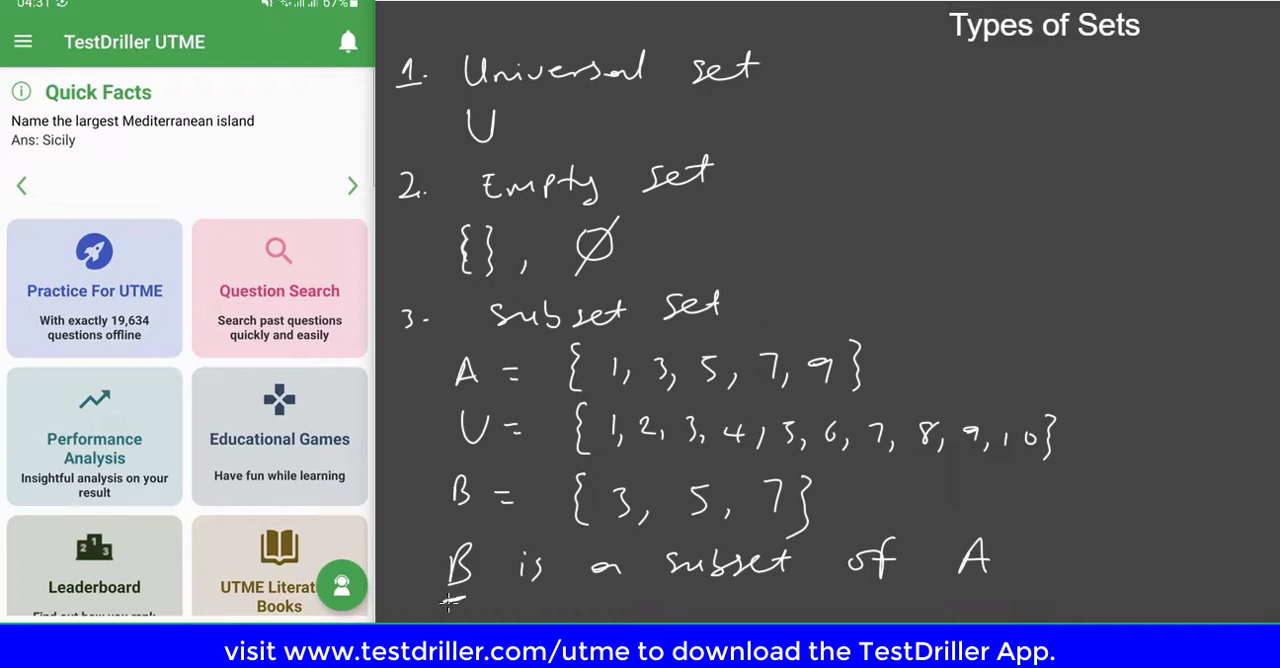 04:31
67%
TestDriller UTME
Quick Facts
Name the largest Mediterranean island
Ans: Sicily
Practice For UTME
With exactly 19,634
questions offline
Question Search
Search past questions
quickly and easily
Performance
Analysis
Insightful analysis on your
result
Educational Games
Have fun while learning
Leaderboard
UTME Literat
Books
Types of Sets
1. Universal set
U
2. Empty set
{}, Ø
3. subset set
A = {1, 3, 5, 7, 9}
U = {1, 2, 3, 4, 5, 6, 7, 8, 9, 10}
B = {3, 5, 7}
B is a subset of A
visit www.testdriller.com/utme to download the TestDriller App.